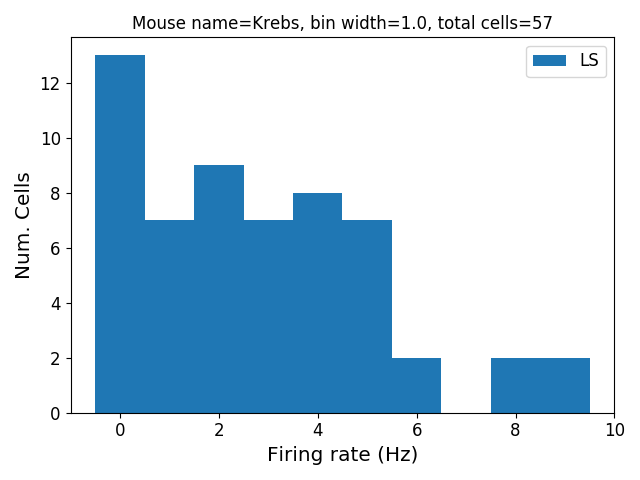 Mouse name=Krebs, bin width=1.0, total cells=57
LS
12
10
8
6
4
2
0
Num. Cells
0 2 4 6 8 10
Firing rate (Hz)